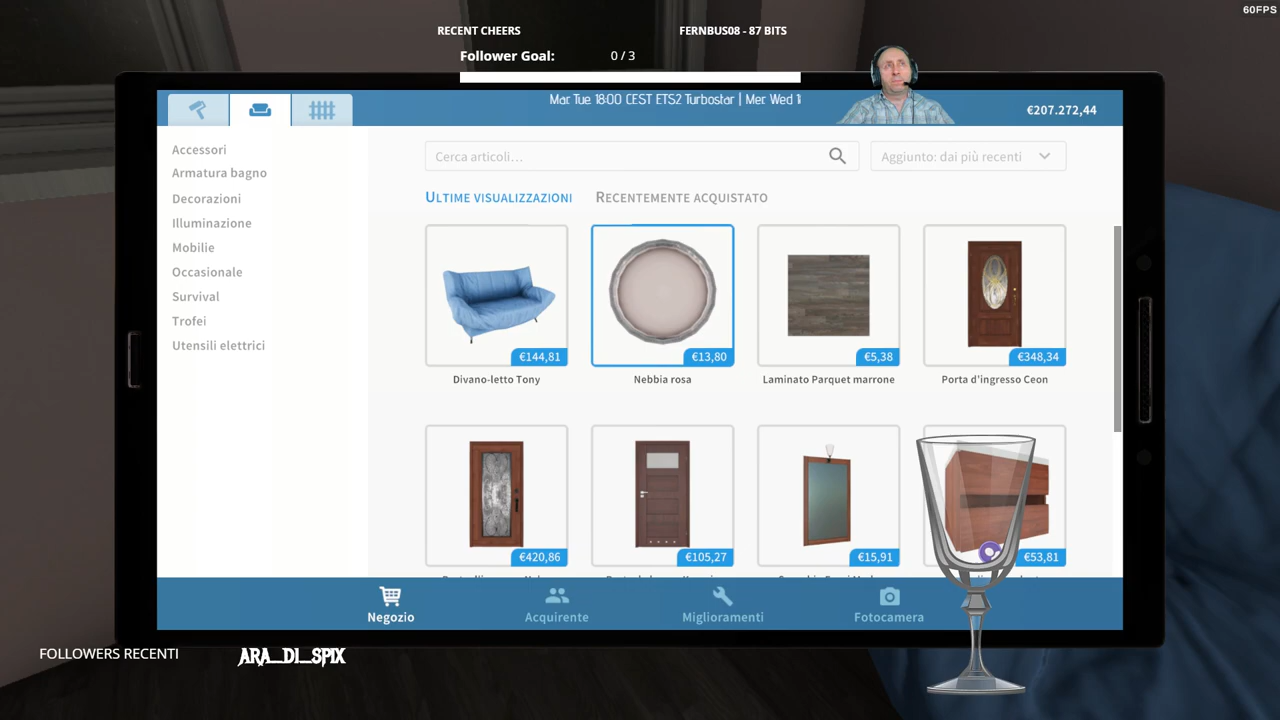 60FPS
RECENT CHEERS FERNBUS08 - 87 BITS
Follower Goal: 0 / 3
Mar Tue 18:00 CEST ETS2 Turbostar | Mer Wed 1
€207.272,44
Cerca articoli...
Aggiunto: dai più recenti
Accessori
Armatura bagno
Decorazioni
Illuminazione
Mobilie
Occasionale
Survival
Trofei
Utensili elettrici
ULTIME VISUALIZZAZIONI RECENTEMENTE ACQUISTATO
€144,81 €13,80 €5,38 €348,34
Divano-letto Tony Nebbia rosa Laminato Parquet marrone Porta d'ingresso Ceon
€420,86 €105,27 €15,91 €53,81
Negozio Acquirente Miglioramenti Fotocamera
FOLLOWERS RECENTI ARA_DI_SPIX